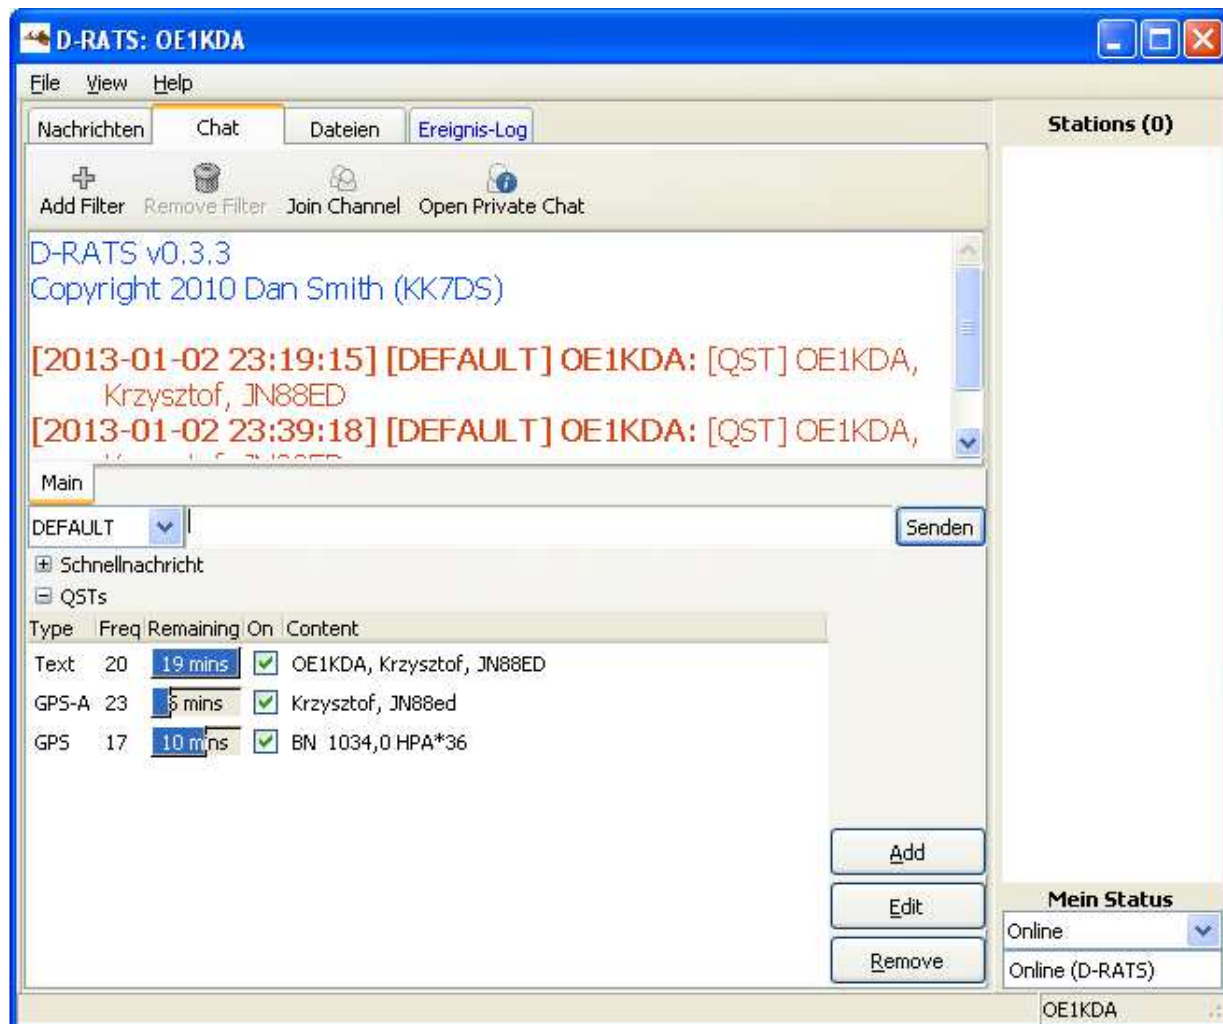 D-RATS: OE1KDA
File View Help
Nachrichten Chat Dateien Ereignis-Log
Stations (0)
Add Filter Remove Filter Join Channel Open Private Chat
D-RATS v0.3.3
Copyright 2010 Dan Smith (KK7DS)
[2013-01-02 23:19:15] [DEFAULT] OE1KDA: [QST] OE1KDA,
Krzysztof, JN88ED
[2013-01-02 23:39:18] [DEFAULT] OE1KDA: [QST] OE1KDA,
Main
DEFAULT Senden
Schnellnachricht
QSTs
Type Freq Remaining On Content
Text 20 19 mins OE1KDA, Krzysztof, JN88ED
GPS-A 23 mins Krzysztof, JN88ed
GPS 17 10 mins BN 1034,0 HPA*36
Add
Edit
Remove
Mein Status
Online
Online (D-RATS)
OE1KDA